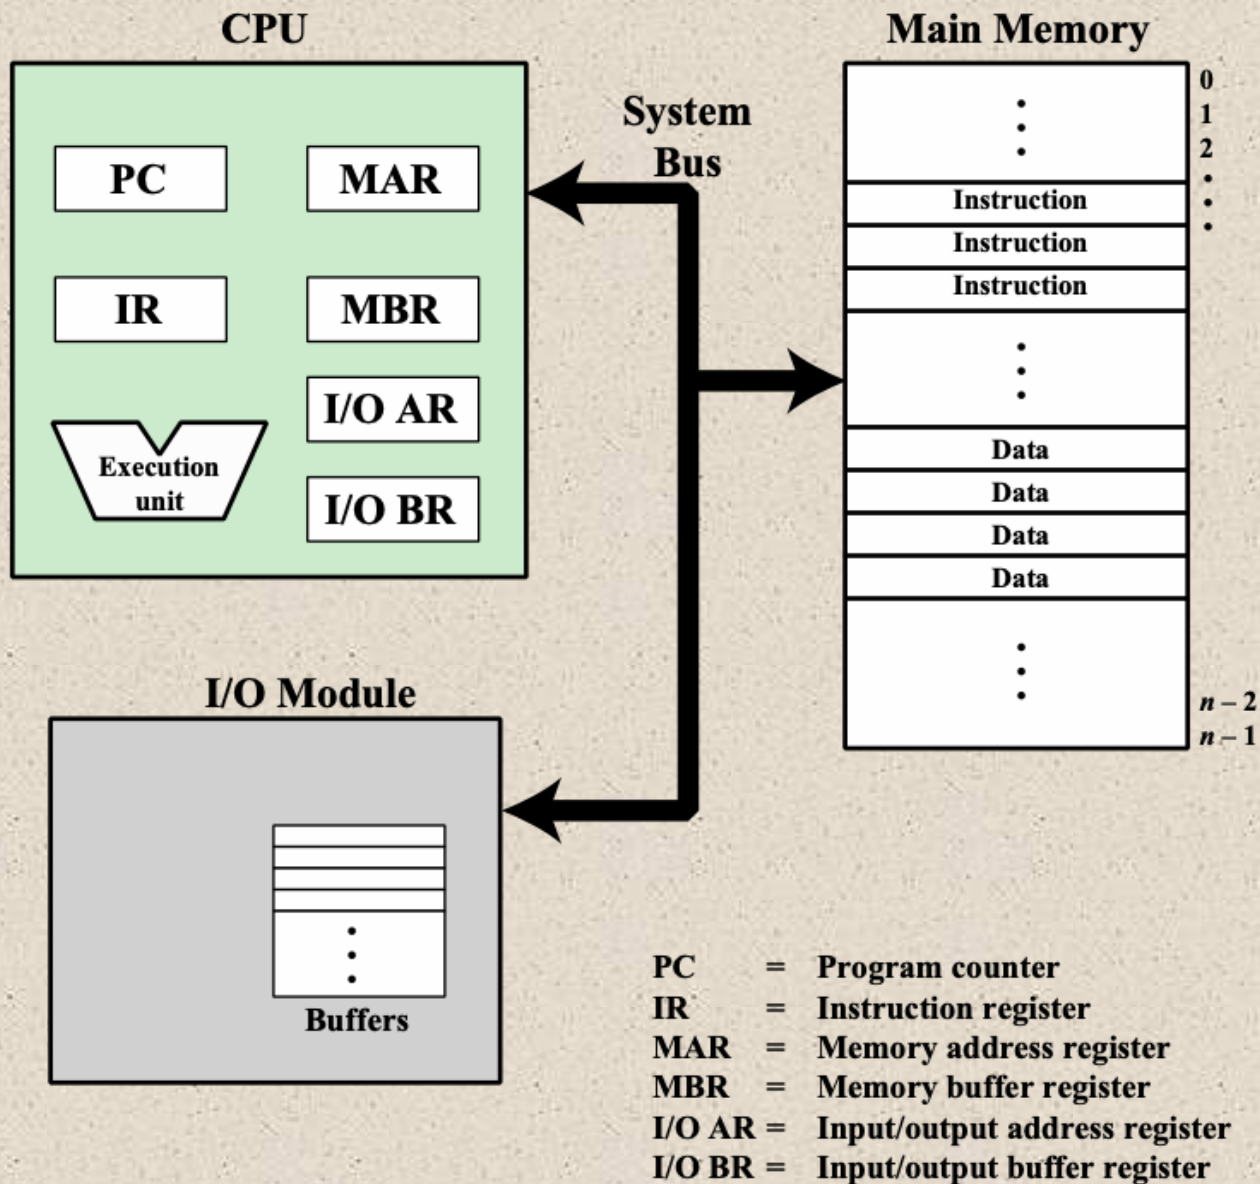 CPU
PC
MAR
IR
MBR
I/O AR
Execution
unit
I/O BR
System
Bus
Main Memory
0
1
2
Instruction
Instruction
Instruction
Data
Data
Data
Data
n – 2
n – 1
I/O Module
Buffers
PC = Program counter
IR = Instruction register
MAR = Memory address register
MBR = Memory buffer register
I/O AR = Input/output address register
I/O BR = Input/output buffer register